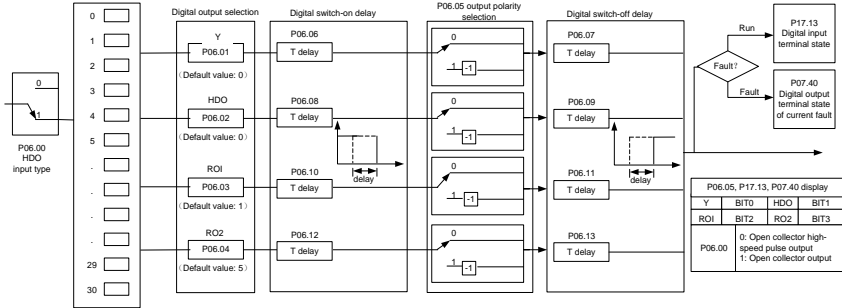 Digital output selection
Digital switch-on delay
P06.05 output polarity
selection
Digital switch-off delay
0
1
2
3
4
5
.
.
.
.
29
30
0
1
P06.00
HDO
input type
Y
P06.01
(Default value: 0)
HDO
P06.02
(Default value: 0)
ROI
P06.03
(Default value: 1)
RO2
P06.04
(Default value: 5)
P06.06
T delay
P06.08
T delay
delay
P06.10
T delay
P06.12
T delay
0
1
-1
0
1
-1
0
1
-1
0
1
-1
P06.07
T delay
P06.09
T delay
delay
P06.11
T delay
P06.13
T delay
Fault?
Run
Fault
P17.13
Digital input
terminal state
P07.40
Digital output
terminal state
of current fault
P06.05, P17.13, P07.40 display
Y BIT0 HDO BIT1
ROI BIT2 RO2 BIT3
P06.00
0: Open collector high-
speed pulse output
1: Open collector output